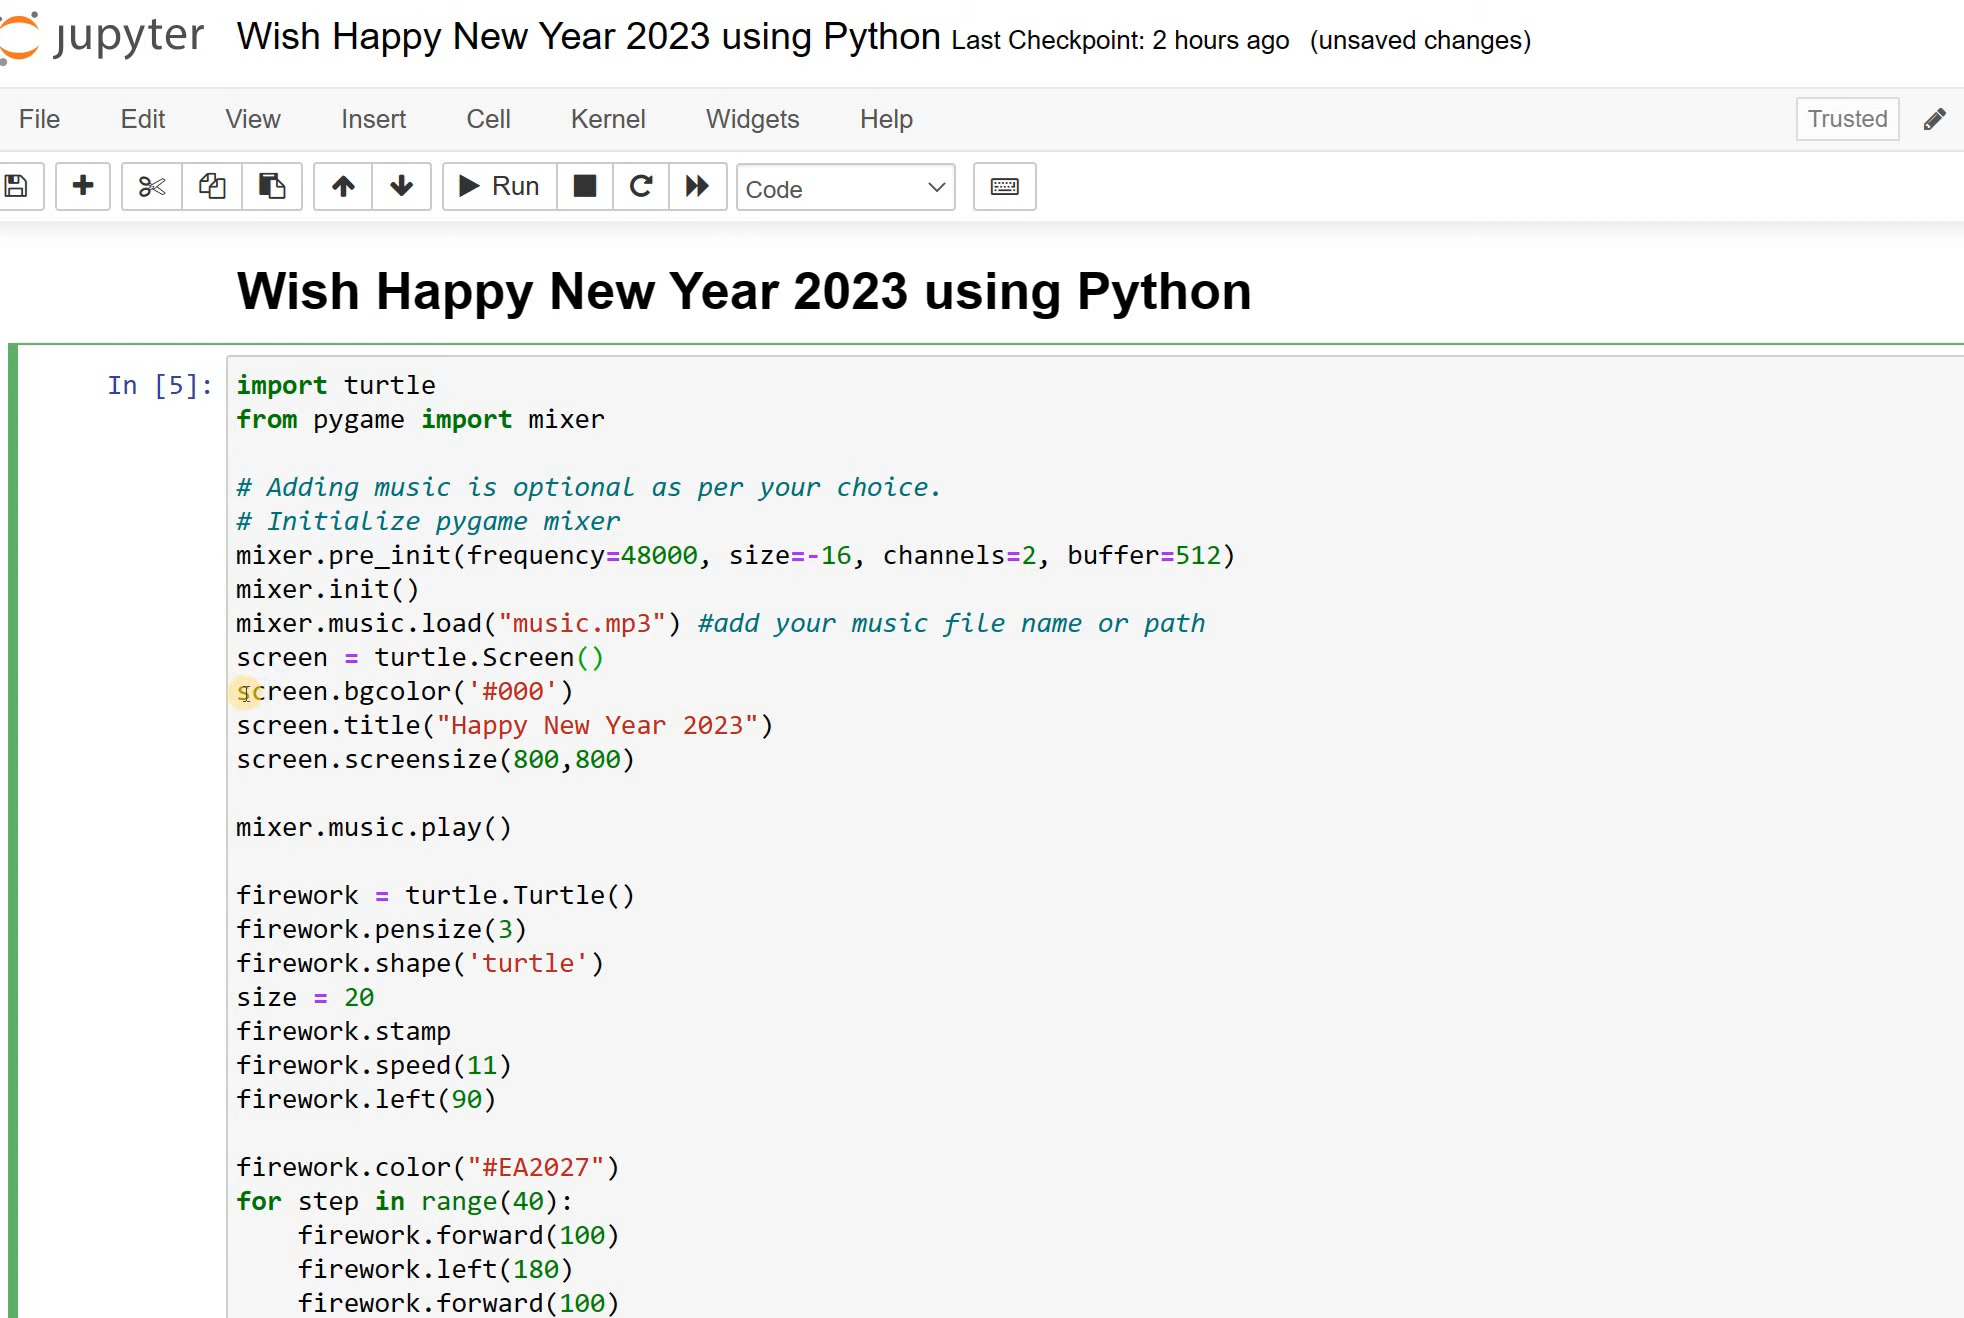 jupyter Wish Happy New Year 2023 using Python Last Checkpoint: 2 hours ago (unsaved changes)
File Edit View Insert Cell Kernel Widgets Help Trusted
Run Code
Wish Happy New Year 2023 using Python
In [5]: import turtle
from pygame import mixer
# Adding music is optional as per your choice.
# Initialize pygame mixer
mixer.pre_init(frequency=48000, size=-16, channels=2, buffer=512)
mixer.init()
mixer.music.load("music.mp3") #add your music file name or path
screen = turtle.Screen()
screen.bgcolor('#000')
screen.title("Happy New Year 2023")
screen.screensize(800,800)
mixer.music.play()
firework = turtle.Turtle()
firework.pensize(3)
firework.shape('turtle')
size = 20
firework.stamp
firework.speed(11)
firework.left(90)
firework.color("#EA2027")
for step in range(40):
    firework.forward(100)
    firework.left(180)
    firework.forward(100)